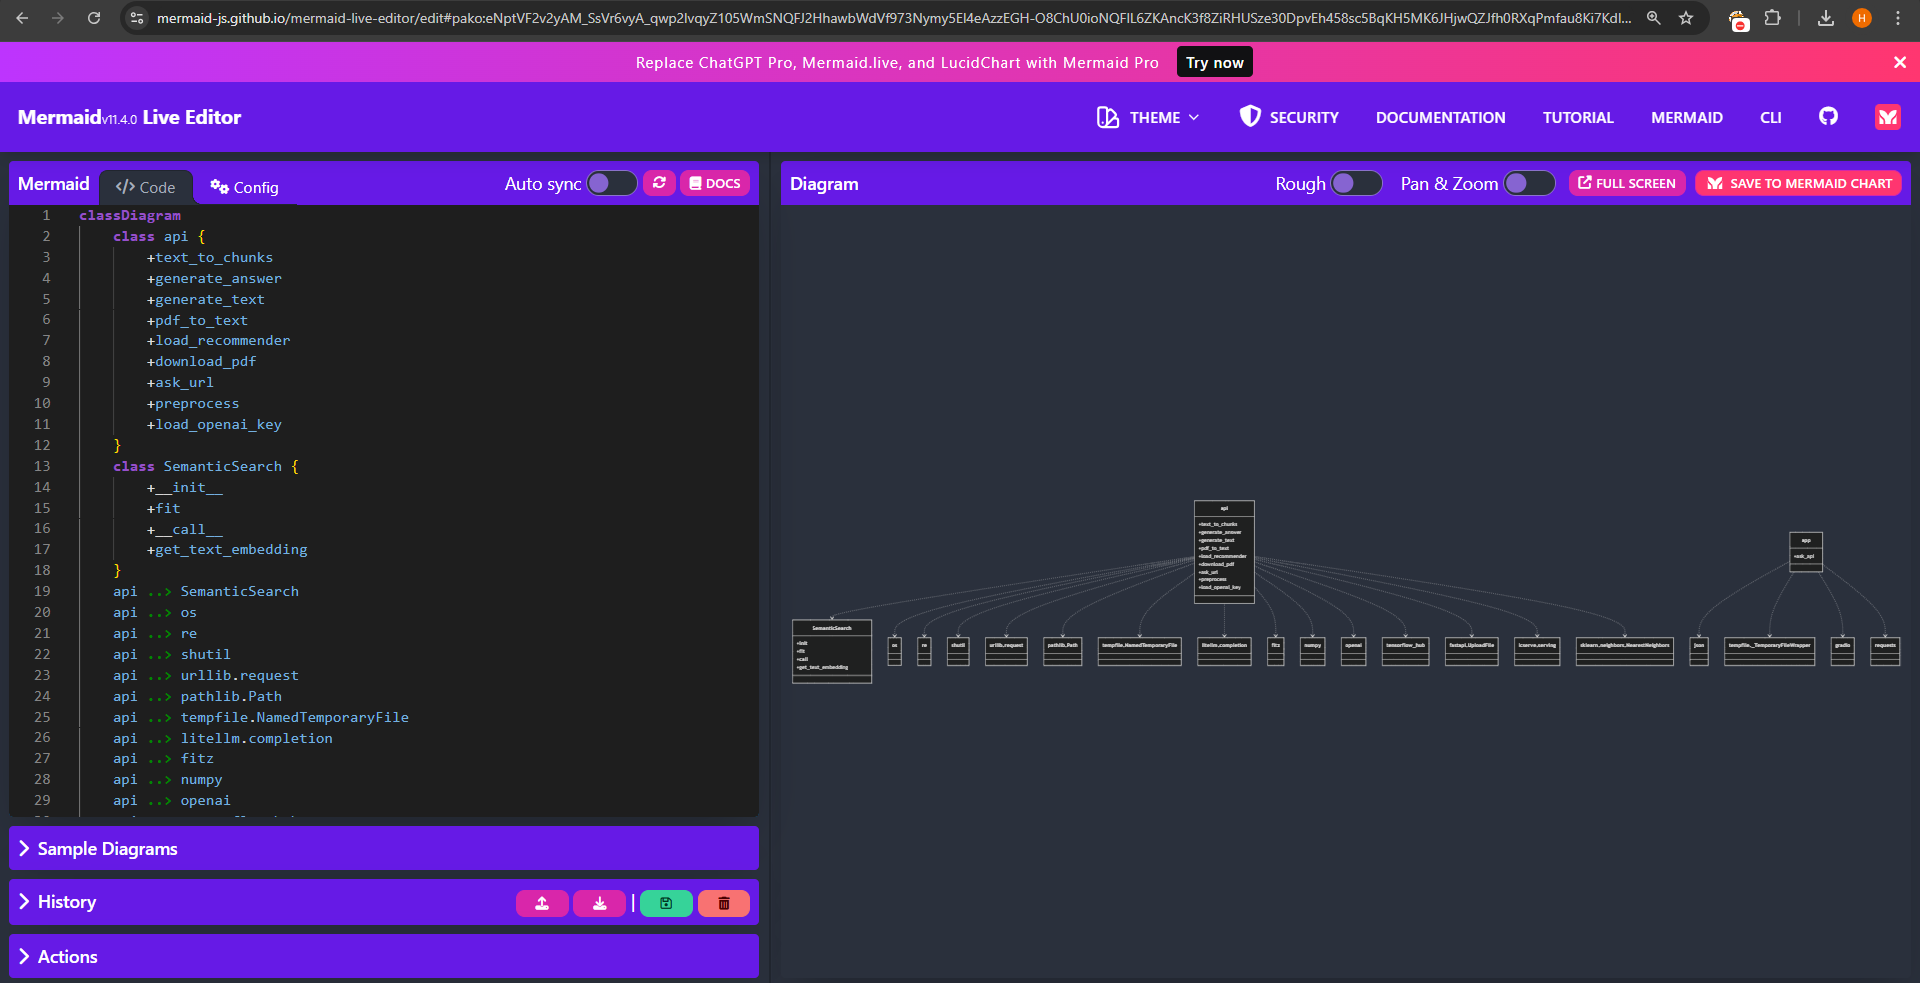 mermaid-js.github.io/mermaid-live-editor/edit#pako:eNptVF2v2yAM_SsVr6vyA_qwp2lvqyZ105WmSNQFJ2HhawbWdVf973Nymy5El4eAzzEGH-O8ChU0ioNQFIL6ZKAncK3f8ZiRHUSze30DpvEh458sc5BqKH5MK6JHjwQZJfh0RXqPmfau8Ki7KdI...
H
Replace ChatGPT Pro, Mermaid.live, and LucidChart with Mermaid Pro
Try now
Mermaidv11.4.0 Live Editor
THEME
SECURITY
DOCUMENTATION
TUTORIAL
MERMAID
CLI
Mermaid
Code
Config
Auto sync
DOCS
1 classDiagram
2 class api {
3 +text_to_chunks
4 +generate_answer
5 +generate_text
6 +pdf_to_text
7 +load_recommender
8 +download_pdf
9 +ask_url
10 +preprocess
11 +load_openai_key
12 }
13 class SemanticSearch {
14 +__init__
15 +fit
16 +__call__
17 +get_text_embedding
18 }
19 api ..> SemanticSearch
20 api ..> os
21 api ..> re
22 api ..> shutil
23 api ..> urllib.request
24 api ..> pathlib.Path
25 api ..> tempfile.NamedTemporaryFile
26 api ..> litellm.completion
27 api ..> fitz
28 api ..> numpy
29 api ..> openai
Sample Diagrams
History
Actions
Diagram
Rough
Pan & Zoom
FULL SCREEN
SAVE TO MERMAID CHART
api
+text_to_chunks
+generate_answer
+generate_text
+pdf_to_text
+load_recommender
+download_pdf
+ask_url
+preprocess
+load_openai_key
app
+ask_api
SemanticSearch
+init
+fit
+call
+get_text_embedding
os
re
shutil
urllib.request
pathlib.Path
tempfile.NamedTemporaryFile
litellm.completion
fitz
numpy
openai
tensorflow_hub
fastapi.UploadFile
lcserve.serving
sklearn.neighbors.NearestNeighbors
json
tempfile._TemporaryFileWrapper
gradio
requests